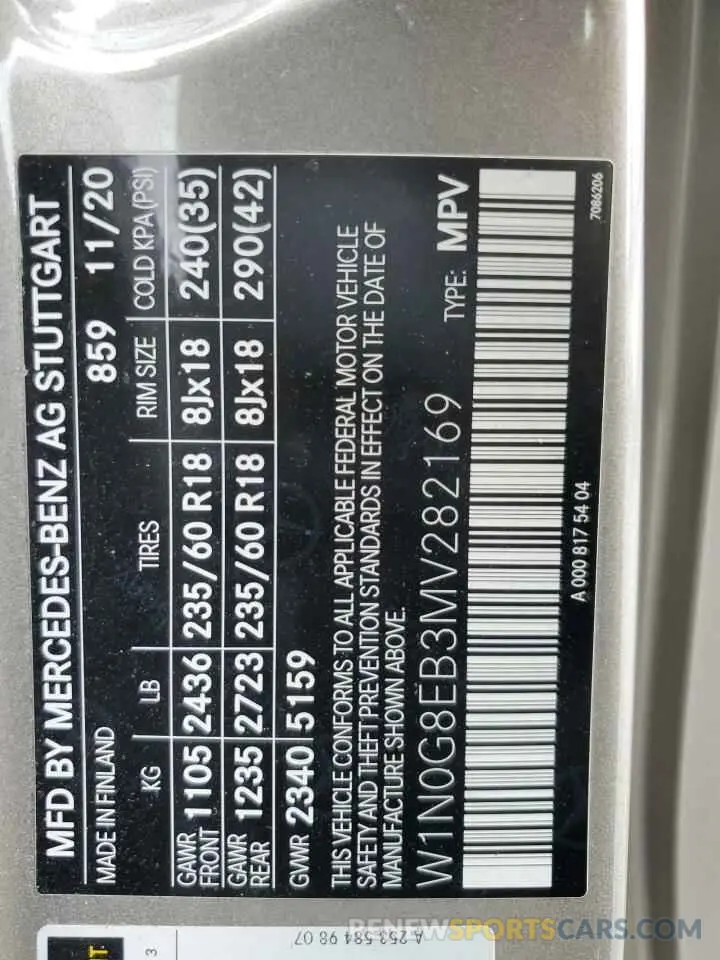 MFD BY MERCEDES-BENZ AG STUTTGART
MADE IN FINLAND 859 11/20
KG LB TIRES RIM SIZE COLD KPA (PSI)
GAWR FRONT 1105 2436 235/60 R18 8Jx18 240(35)
GAWR REAR 1235 2723 235/60 R18 8Jx18 290(42)
GWR 2340 5159
THIS VEHICLE CONFORMS TO ALL APPLICABLE FEDERAL MOTOR VEHICLE
SAFETY AND THEFT PREVENTION STANDARDS IN EFFECT ON THE DATE OF
MANUFACTURE SHOWN ABOVE.
W1N0G8EB3MV282169 TYPE: MPV
A 000 817 54 04
7086206
A 253 584 98 07
3
RENEWSPORTSCARS.COM